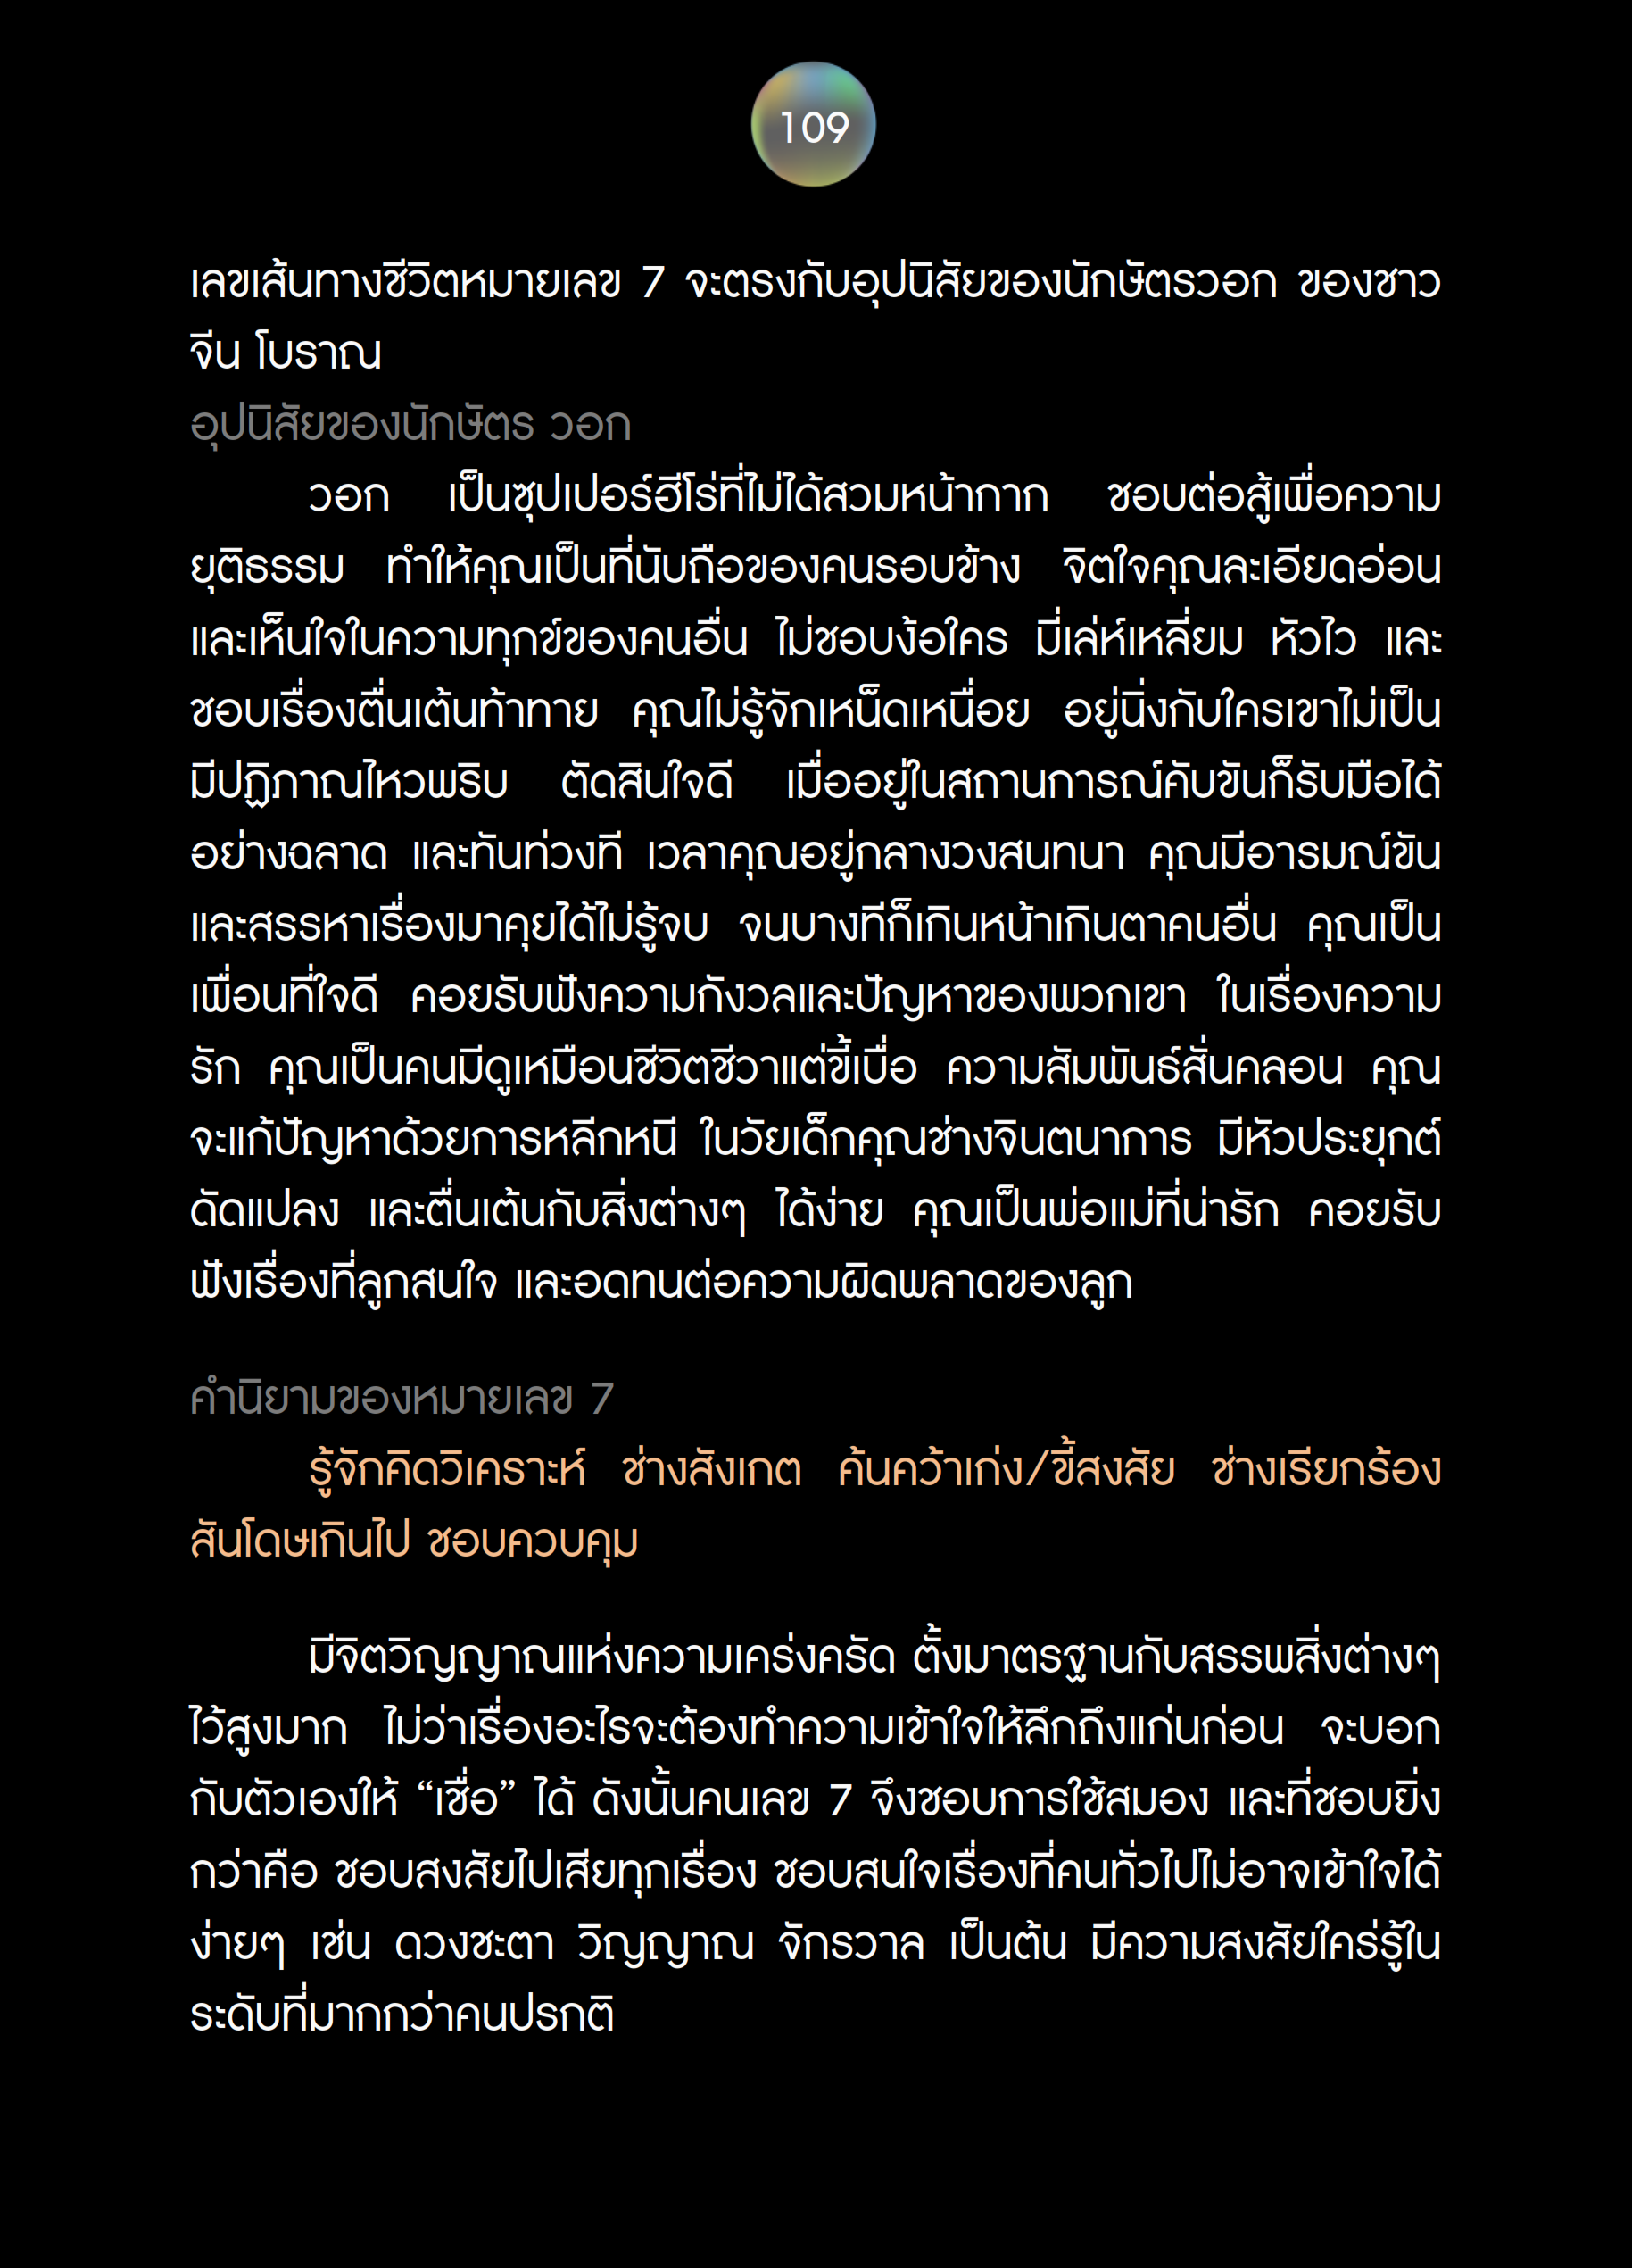 109
เลขเส้นทางชีวิตหมายเลข 7 จะตรงกับอุปนิสัยของนักษัตรวอก ของชาว
จีน โบราณ
อุปนิสัยของนักษัตร วอก
วอก เป็นซุปเปอร์ฮีโร่ที่ไม่ได้สวมหน้ากาก ชอบต่อสู้เพื่อความ
ยุติธรรม ทำให้คุณเป็นที่นับถือของคนรอบข้าง จิตใจคุณละเอียดอ่อน
และเห็นใจในความทุกข์ของคนอื่น ไม่ชอบง้อใคร มี่เล่ห์เหลี่ยม หัวไว และ
ชอบเรื่องตื่นเต้นท้าทาย คุณไม่รู้จักเหน็ดเหนื่อย อยู่นิ่งกับใครเขาไม่เป็น
มีปฏิภาณไหวพริบ ตัดสินใจดี เมื่ออยู่ในสถานการณ์คับขันก็รับมือได้
อย่างฉลาด และทันท่วงที เวลาคุณอยู่กลางวงสนทนา คุณมีอารมณ์ขัน
และสรรหาเรื่องมาคุยได้ไม่รู้จบ จนบางทีก็เกินหน้าเกินตาคนอื่น คุณเป็น
เพื่อนที่ใจดี คอยรับฟังความกังวลและปัญหาของพวกเขา ในเรื่องความ
รัก คุณเป็นคนมีดูเหมือนชีวิตชีวาแต่ขี้เบื่อ ความสัมพันธ์สั่นคลอน คุณ
จะแก้ปัญหาด้วยการหลีกหนี ในวัยเด็กคุณช่างจินตนาการ มีหัวประยุกต์
ดัดแปลง และตื่นเต้นกับสิ่งต่างๆ ได้ง่าย คุณเป็นพ่อแม่ที่น่ารัก คอยรับ
ฟังเรื่องที่ลูกสนใจ และอดทนต่อความผิดพลาดของลูก
คำนิยามของหมายเลข 7
รู้จักคิดวิเคราะห์ ช่างสังเกต ค้นคว้าเก่ง/ขี้สงสัย ช่างเรียกร้อง
สันโดษเกินไป ชอบควบคุม
มีจิตวิญญาณแห่งความเคร่งครัด ตั้งมาตรฐานกับสรรพสิ่งต่างๆ
ไว้สูงมาก ไม่ว่าเรื่องอะไรจะต้องทำความเข้าใจให้ลึกถึงแก่นก่อน จะบอก
กับตัวเองให้ “เชื่อ” ได้ ดังนั้นคนเลข 7 จึงชอบการใช้สมอง และที่ชอบยิ่ง
กว่าคือ ชอบสงสัยไปเสียทุกเรื่อง ชอบสนใจเรื่องที่คนทั่วไปไม่อาจเข้าใจได้
ง่ายๆ เช่น ดวงชะตา วิญญาณ จักรวาล เป็นต้น มีความสงสัยใคร่รู้ใน
ระดับที่มากกว่าคนปรกติ